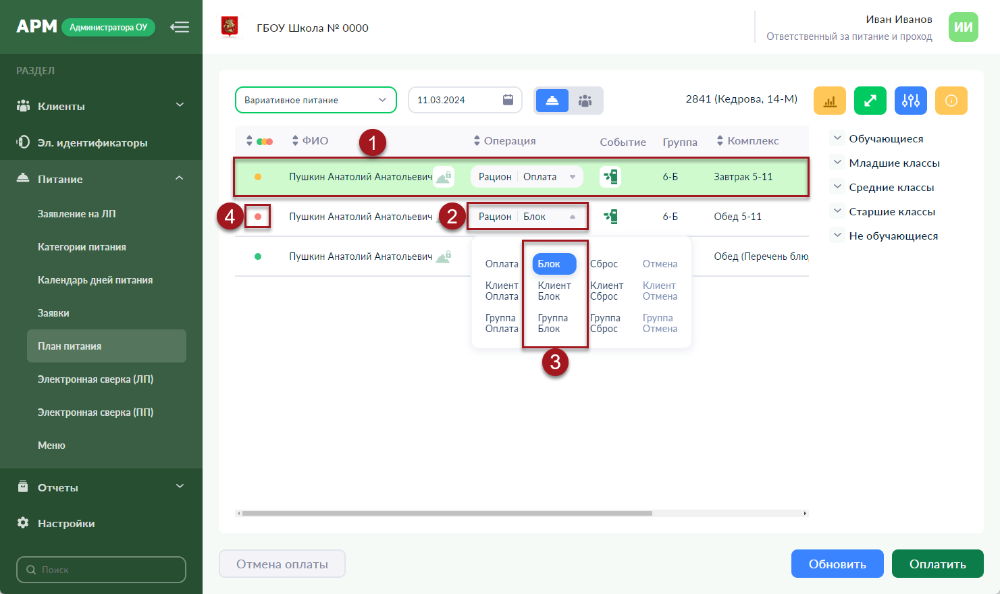 АРМ Администратора ОУ
ГБОУ Школа № 0000
Иван Иванов
Ответственный за питание и проход
ИИ
РАЗДЕЛ
Клиенты
Эл. идентификаторы
Питание
Заявление на ЛП
Категории питания
Календарь дней питания
Заявки
План питания
Электронная сверка (ЛП)
Электронная сверка (ПП)
Меню
Отчеты
Настройки
Поиск
Вариативное питание
11.03.2024
2841 (Кедрова, 14-М)
ФИО
1
Операция
Событие
Группа
Комплекс
Пушкин Анатолий Анатольевич
Рацион
Оплата
6-Б
Завтрак 5-11
4
Пушкин Анатолий Анатольевич
2
Рацион
Блок
6-Б
Обед 5-11
Пушкин Анатолий Анатольевич
Обед (Перечень блю
Оплата
Блок
Сброс
Отмена
Клиент Оплата
Клиент Блок
Клиент Сброс
Клиент Отмена
Группа Оплата
Группа Блок
Группа Сброс
Группа Отмена
3
Обучающиеся
Младшие классы
Средние классы
Старшие классы
Не обучающиеся
Отмена оплаты
Обновить
Оплатить